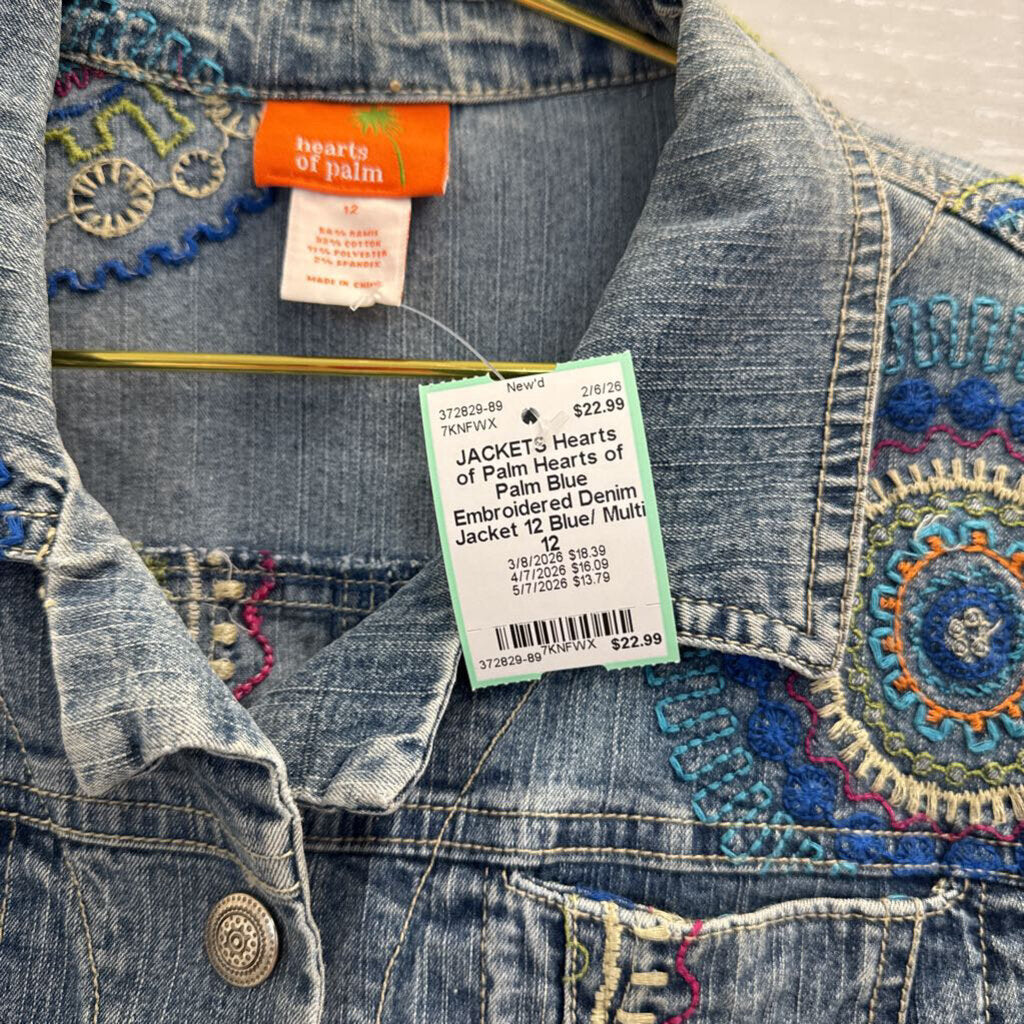 hearts
of palm
12
2% SPANDEX
MADE IN CHINA
New'd
372829-89 2/6/26
7KNFWX $22.99
JACKETS Hearts
of Palm Hearts of
Palm Blue
Embroidered Denim
Jacket 12 Blue/ Multi
12
3/8/2026 $18.39
4/7/2026 $16.09
5/7/2026 $13.79
372829-89 7KNFWX $22.99